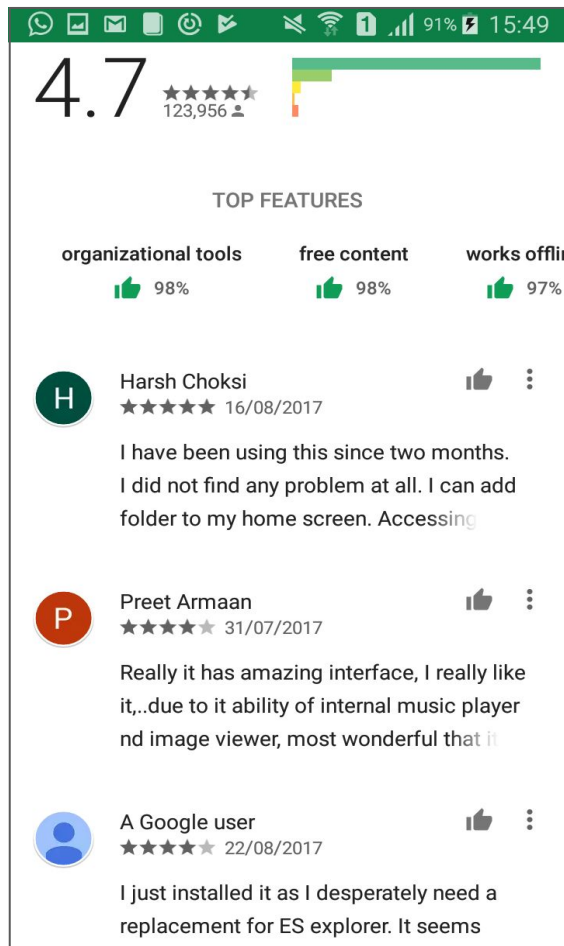 1 91% 15:49
4.7
123,956
TOP FEATURES
organizational tools free content works offli
98% 98% 97%
H
Harsh Choksi
16/08/2017
I have been using this since two months.
I did not find any problem at all. I can add
folder to my home screen. Accessing
P
Preet Armaan
31/07/2017
Really it has amazing interface, I really like
it,..due to it ability of internal music player
nd image viewer, most wonderful that it
A Google user
22/08/2017
I just installed it as I desperately need a
replacement for ES explorer. It seems